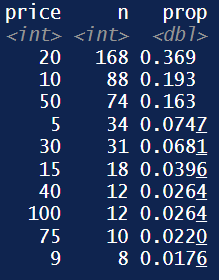 price n prop
<int> <int> <dbl>
20 168 0.369
10 88 0.193
50 74 0.163
5 34 0.0747
30 31 0.0681
15 18 0.0396
40 12 0.0264
100 12 0.0264
75 10 0.0220
9 8 0.0176